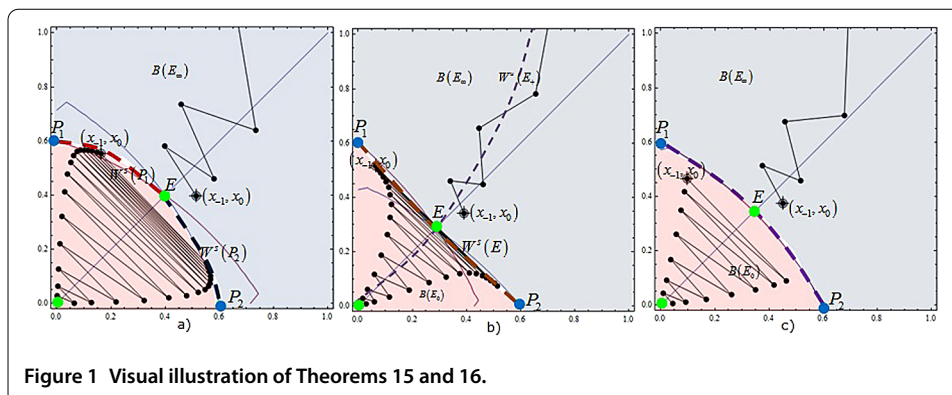 1.0
0.8
0.6
0.4
0.2
0.0
0.0
0.2
0.4
0.6
0.8
1.0
B(E∞)
P₁
(x₋₁, x₀)
Wˢ(P₁)
E
(x₋₁, x₀)
Wˢ(P₂)
P₂
a)
1.0
0.8
0.6
0.4
0.2
0.0
0.0
0.2
0.4
0.6
0.8
1.0
B(E∞)
Wᵘ(E₊)
P₁
(x₋₁, x₀)
(x₋₁, x₀)
E
Wˢ(E)
B(E₀)
P₂
b)
1.0
0.8
0.6
0.4
0.2
0.0
0.0
0.2
0.4
0.6
0.8
1.0
B(E∞)
P₁
(x₋₁, x₀)
E
(x₋₁, x₀)
B(E₀)
P₂
c)
Figure 1 Visual illustration of Theorems 15 and 16.